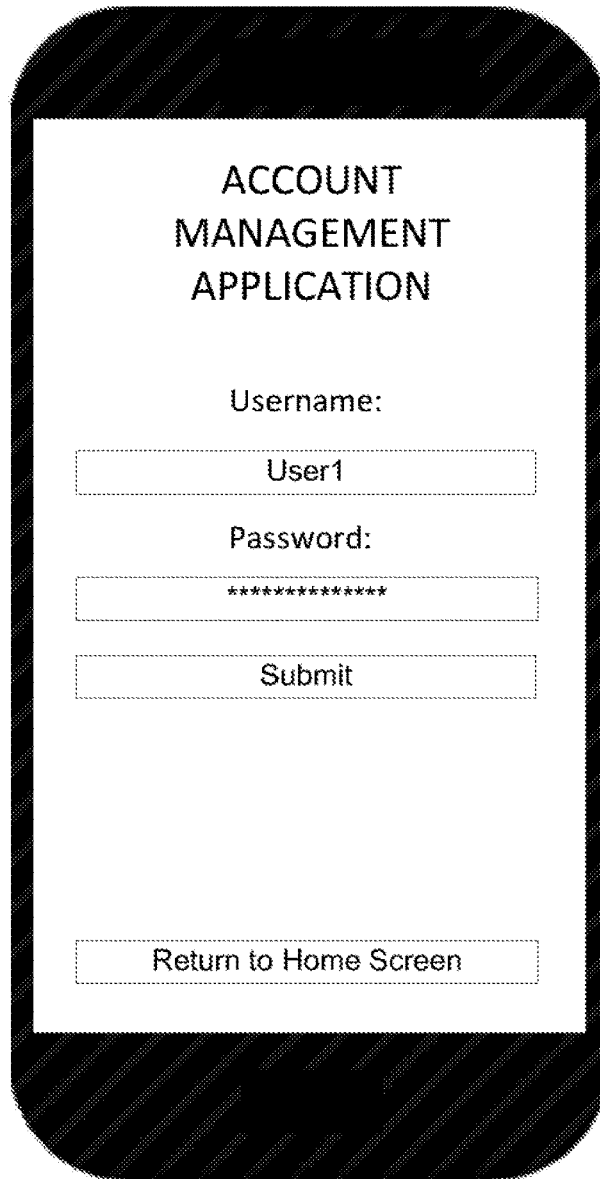 ACCOUNT
MANAGEMENT
APPLICATION
Username:
User1
Password:
**************
Submit
Return to Home Screen